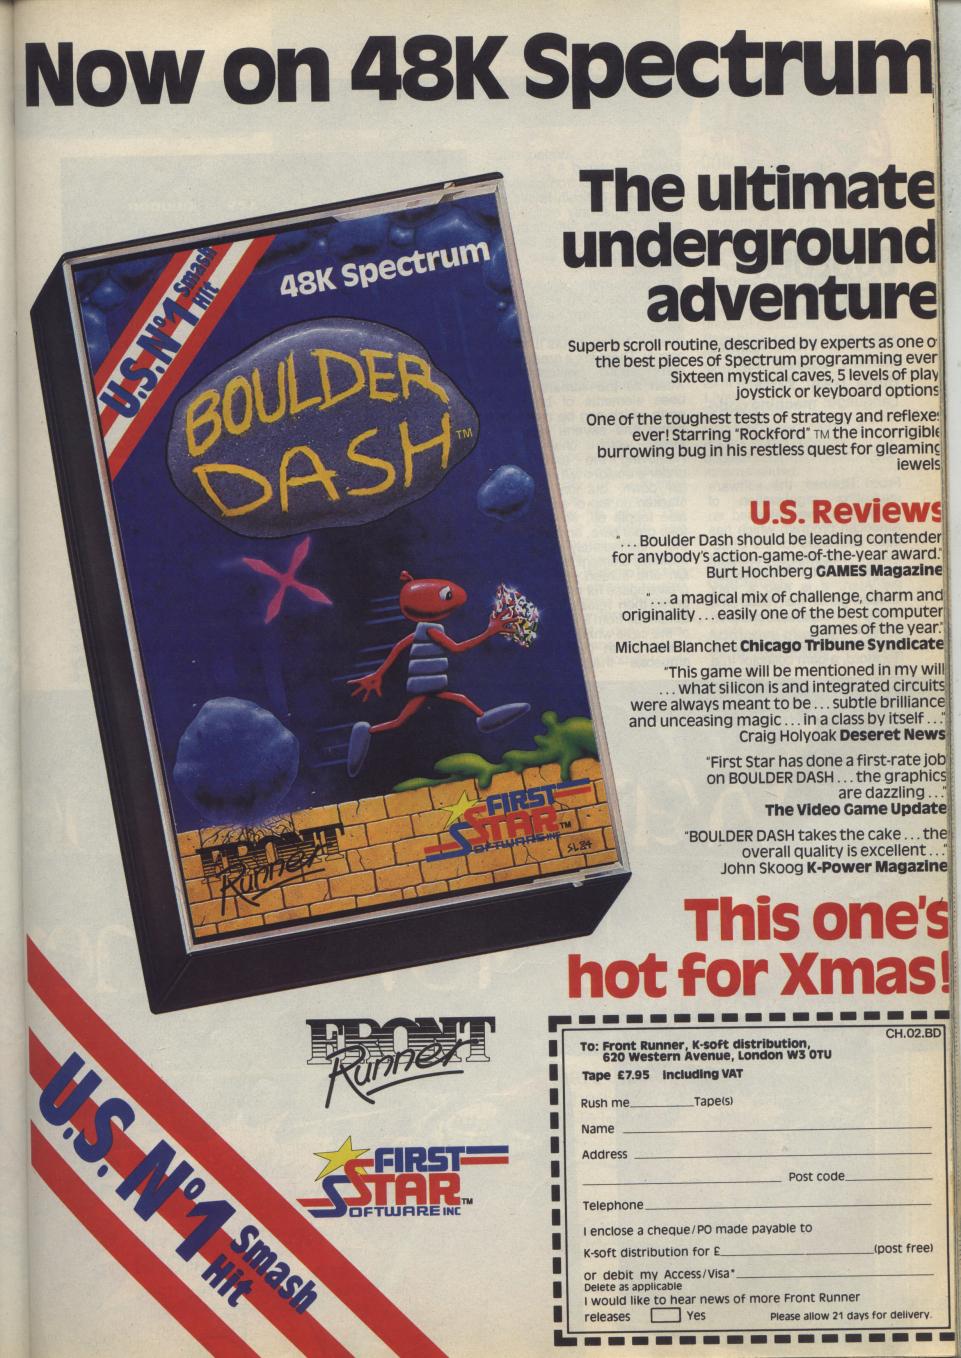 Now on 48K Spectrum
The ultimate
underground
adventure
Superb scroll routine, described by experts as one o
the best pieces of Spectrum programming ever
Sixteen mystical caves, 5 levels of play
joystick or keyboard options
One of the toughest tests of strategy and reflexes
ever! Starring "Rockford" TM the incorrigible
burrowing bug in his restless quest for gleaming
jewels
U.S. Reviews
"... Boulder Dash should be leading contender
for anybody's action-game-of-the-year award."
Burt Hochberg GAMES Magazine
"... a magical mix of challenge, charm and
originality ... easily one of the best computer
games of the year."
Michael Blanchet Chicago Tribune Syndicate
"This game will be mentioned in my will
... what silicon is and integrated circuits
were always meant to be ... subtle brilliance
and unceasing magic ... in a class by itself ..."
Craig Holyoak Deseret News
"First Star has done a first-rate job
on BOULDER DASH ... the graphics
are dazzling ..."
The Video Game Update
"BOULDER DASH takes the cake ... the
overall quality is excellent ..."
John Skoog K-Power Magazine
This one's
hot for Xmas!
U.S. Nº1 Smash
Hit
48K Spectrum
BOULDER
DASH™
FRONT
Runner
FIRST
STAR™
SOFTWARE INC
SL84
FRONT
Runner
FIRST
STAR™
SOFTWARE INC
U.S. Nº1 Smash
Hit
CH.02.BD
To: Front Runner, K-soft distribution,
620 Western Avenue, London W3 0TU
Tape £7.95 including VAT
Rush me________Tape(s)
Name
Address
Post code
Telephone
I enclose a cheque/PO made payable to
K-soft distribution for £________(post free)
or debit my Access/Visa*
Delete as applicable
I would like to hear news of more Front Runner
releases Yes Please allow 21 days for delivery.